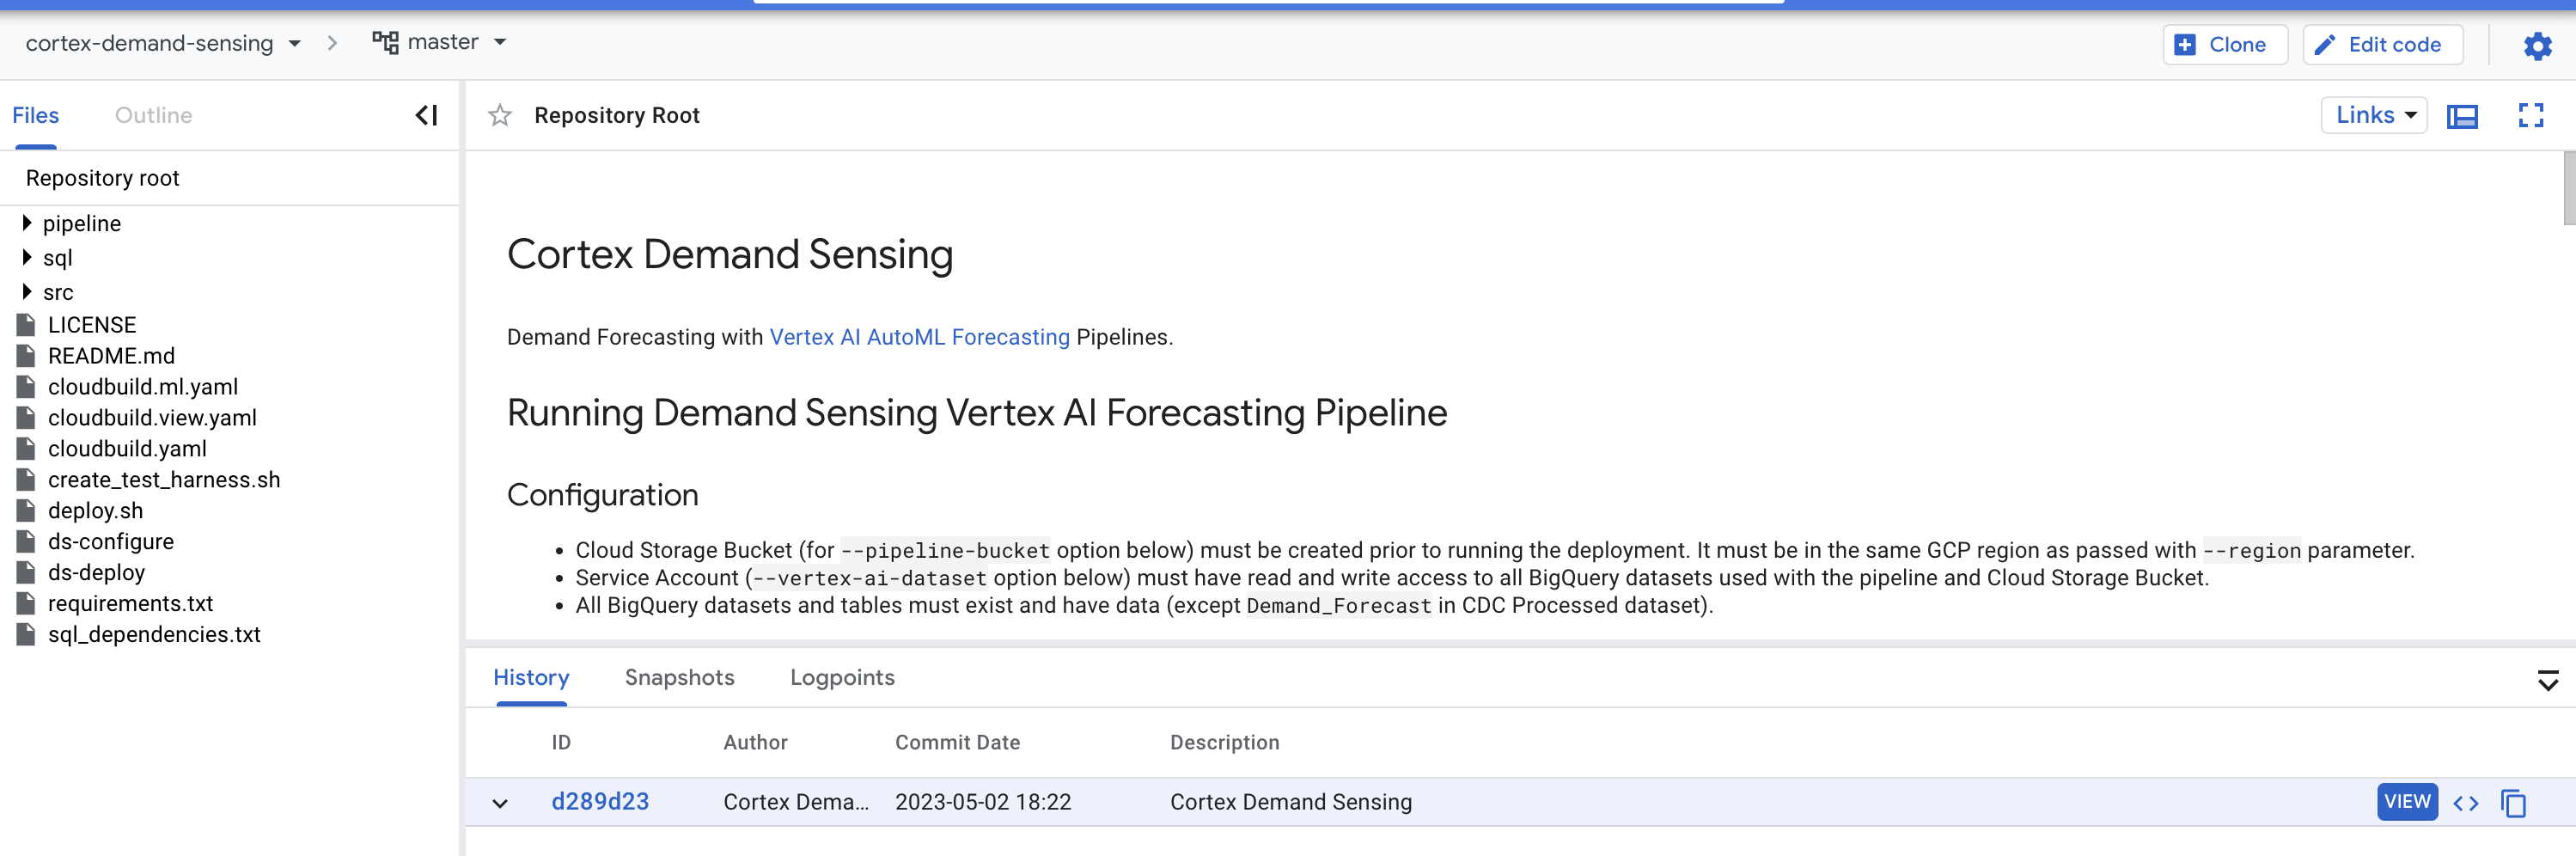 cortex-demand-sensing master Clone Edit code
Files Outline
Repository root
pipeline
sql
src
LICENSE
README.md
cloudbuild.ml.yaml
cloudbuild.view.yaml
cloudbuild.yaml
create_test_harness.sh
deploy.sh
ds-configure
ds-deploy
requirements.txt
sql_dependencies.txt
Repository Root Links
Cortex Demand Sensing
Demand Forecasting with Vertex AI AutoML Forecasting Pipelines.
Running Demand Sensing Vertex AI Forecasting Pipeline
Configuration
• Cloud Storage Bucket (for --pipeline-bucket option below) must be created prior to running the deployment. It must be in the same GCP region as passed with --region parameter.
• Service Account (--vertex-ai-dataset option below) must have read and write access to all BigQuery datasets used with the pipeline and Cloud Storage Bucket.
• All BigQuery datasets and tables must exist and have data (except Demand_Forecast in CDC Processed dataset).
History Snapshots Logpoints
ID Author Commit Date Description
d289d23 Cortex Dema... 2023-05-02 18:22 Cortex Demand Sensing VIEW